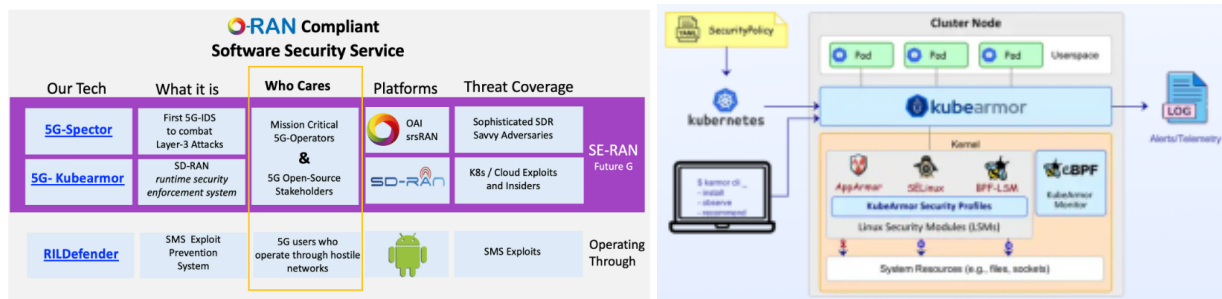 O-RAN Compliant
Software Security Service
Our Tech
What it is
Who Cares
Platforms
Threat Coverage
5G-Spector
First 5G-IDS
to combat
Layer-3 Attacks
Mission Critical
5G-Operators
&
5G Open-Source
Stakeholders
OAI
srsRAN
Sophisticated SDR
Savvy Adversaries
SE-RAN
Future G
5G- Kubearmor
SD-RAN
runtime security
enforcement system
SD-RAN
K8s / Cloud Exploits
and Insiders
RILDefender
SMS Exploit
Prevention
System
5G users who
operate through hostile
networks
SMS Exploits
Operating
Through
YAML
SecurityPolicy
kubernetes
$ karmor cli _
- install
- observe
- recommend
Cluster Node
Pod
Pod
Pod
Userspace
kubearmor
LOG
Alerts/Telemetry
Kernel
AppArmor
SELinux
BPF-LSM
eBPF
KubeArmor
Monitor
KubeArmor Security Profiles
Linux Security Modules (LSMs)
System Resources (e.g., files, sockets)